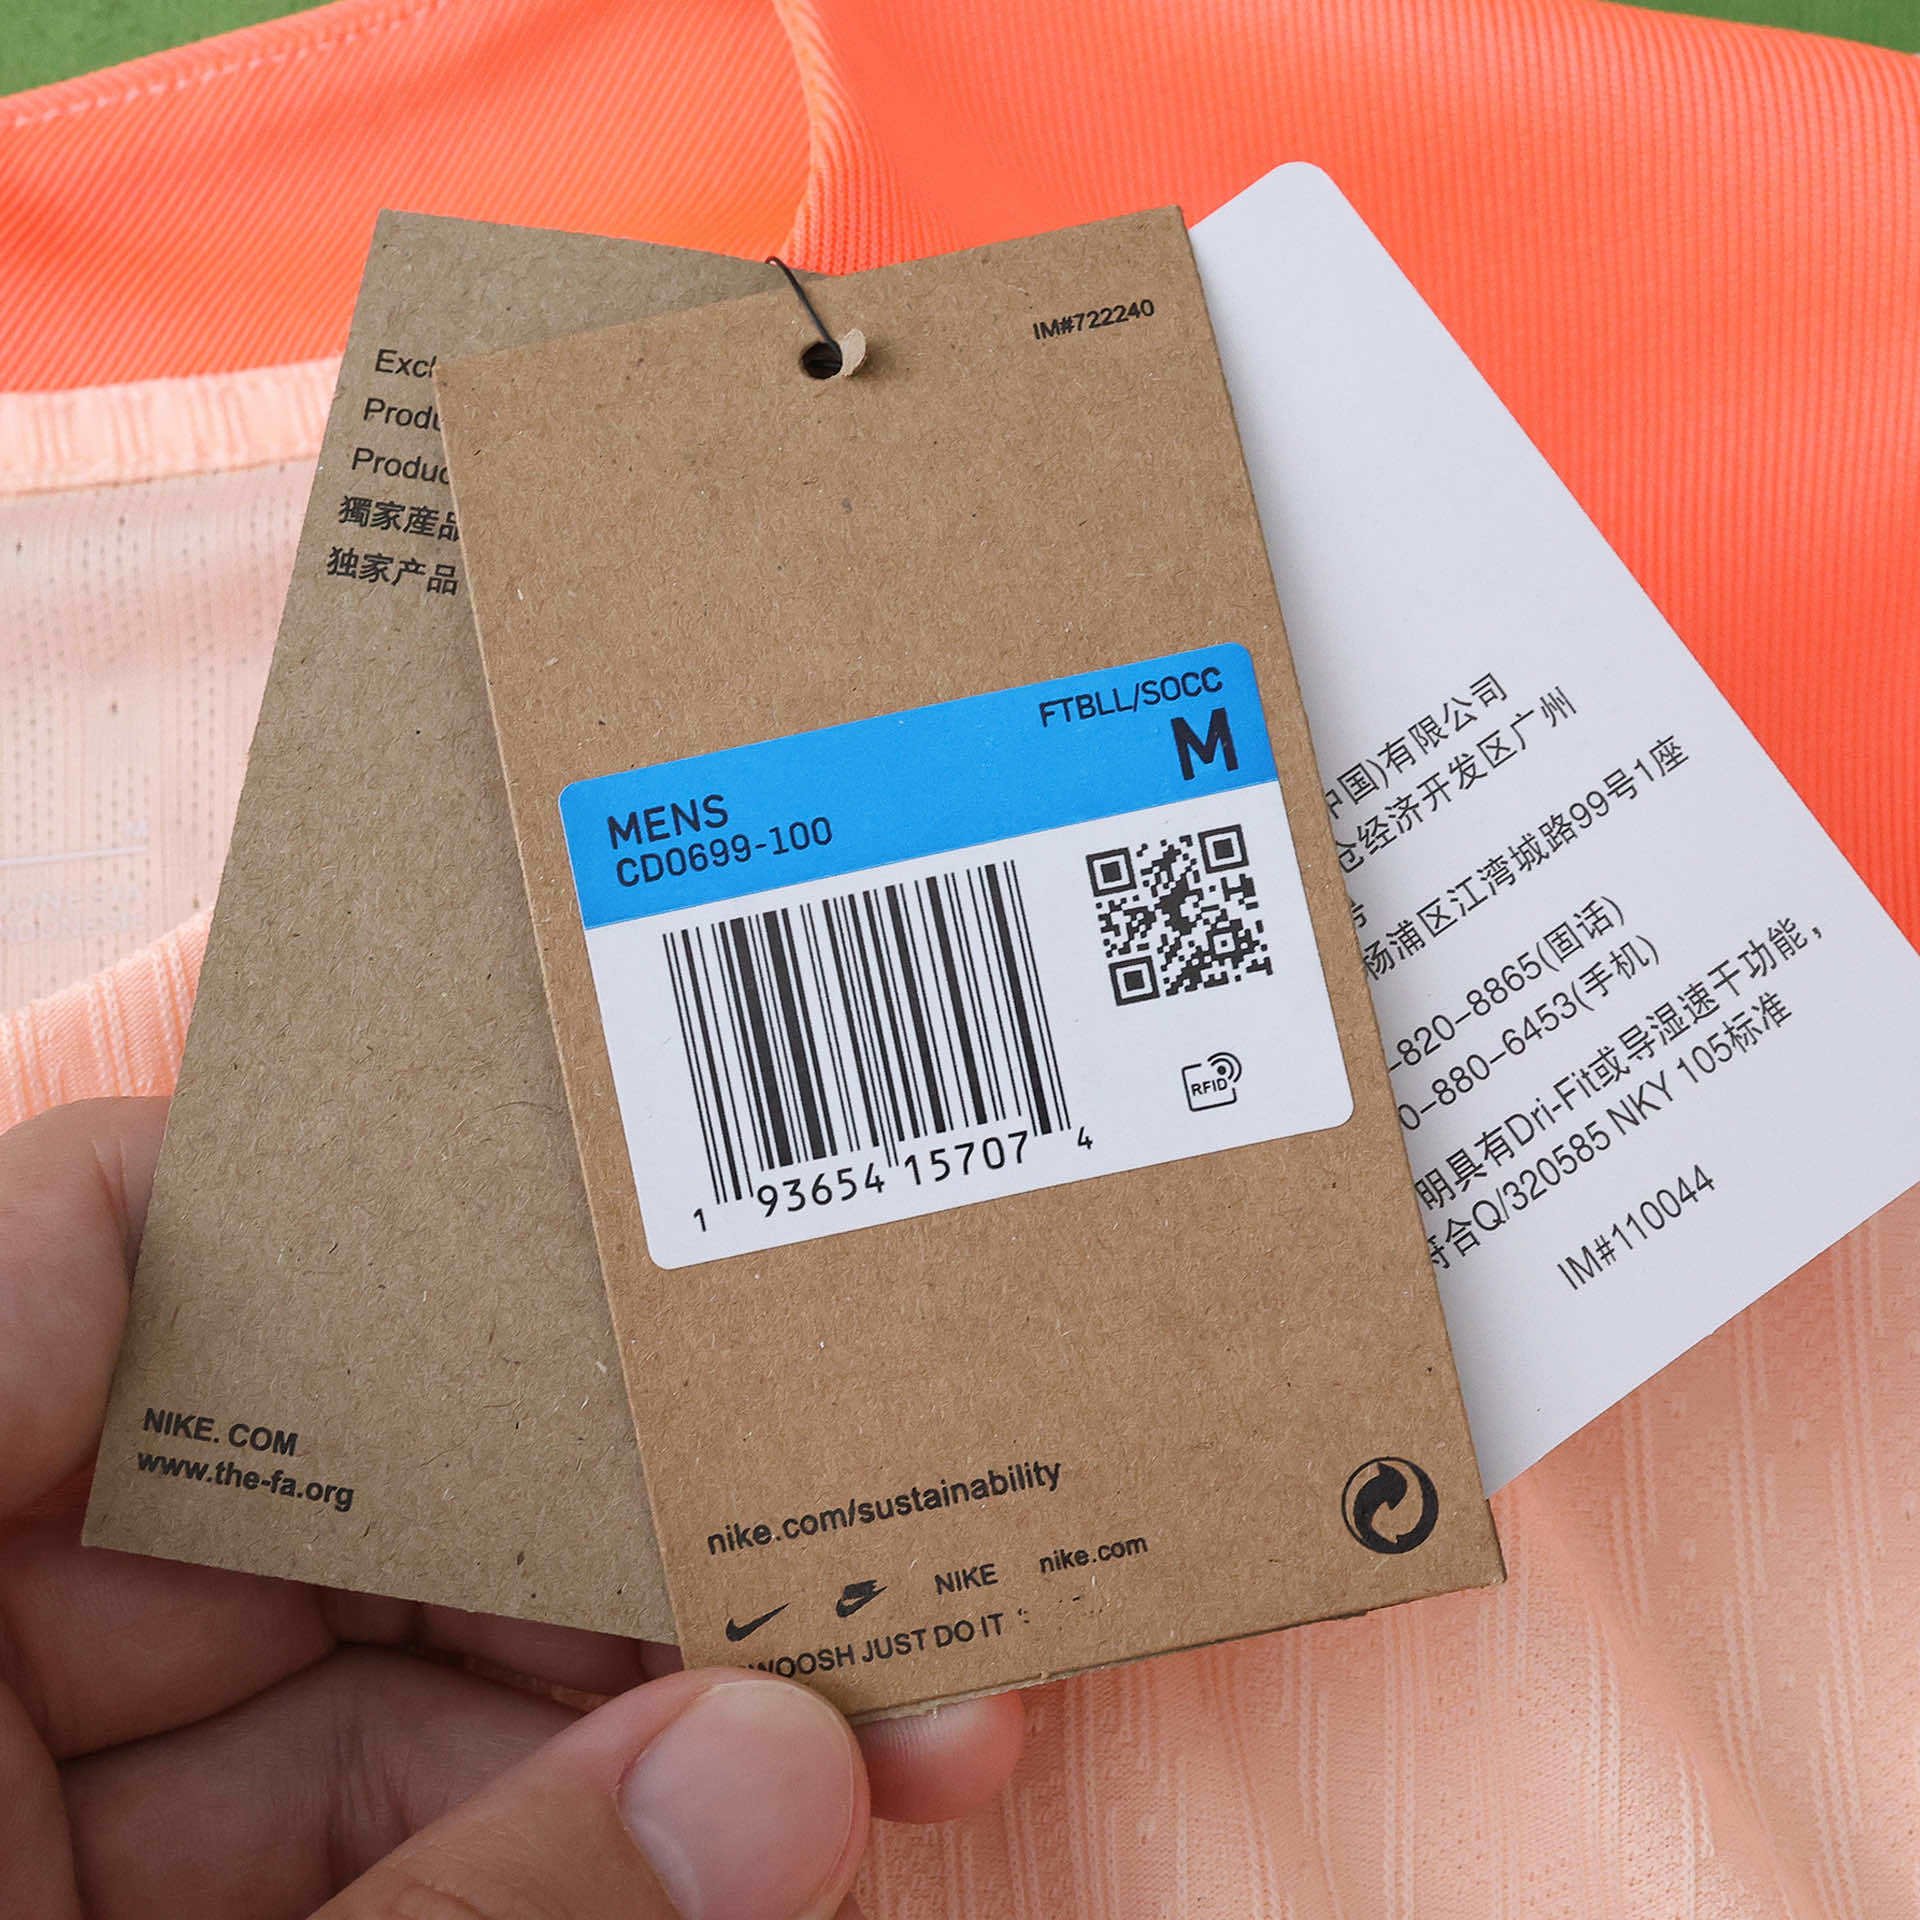 Excl
Produ
Produc
獨家産品
独家产品
NIKE. COM
www.the-fa.org
IM#722240
FTBLL/SOCC
M
MENS
CD0699-100
1 93654 15707 4
RFID
nike.com/sustainability
NIKE nike.com
WOOSH JUST DO IT
中国)有限公司
仓经济开发区广州
杨浦区江湾城路99号1座
-820-8865(固话)
0-880-6453(手机)
明具有Dri-Fit或导湿速干功能，
符合Q/320585 NKY 105标准
IM#110044